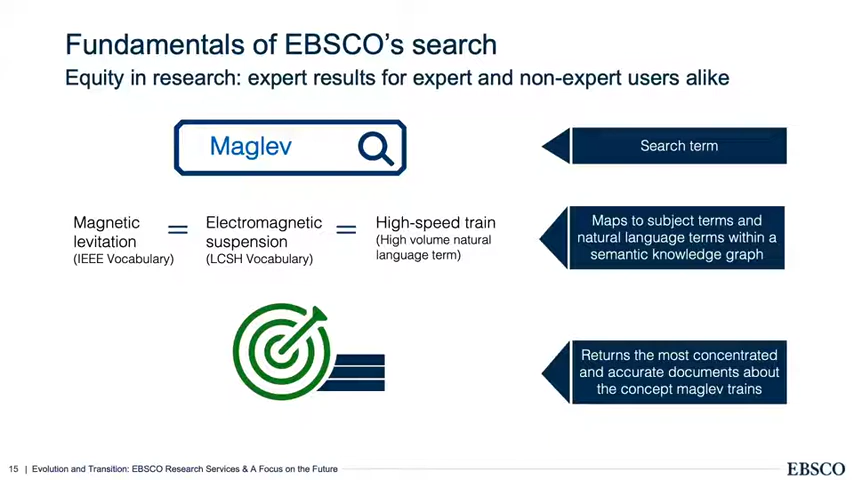 Fundamentals of EBSCO's search
Equity in research: expert results for expert and non-expert users alike
Maglev
Search term
Magnetic
levitation
(IEEE Vocabulary)
=
Electromagnetic
suspension
(LCSH Vocabulary)
=
High-speed train
(High volume natural
language term)
Maps to subject terms and
natural language terms within a
semantic knowledge graph
Returns the most concentrated
and accurate documents about
the concept maglev trains
15 | Evolution and Transition: EBSCO Research Services & A Focus on the Future
EBSCO